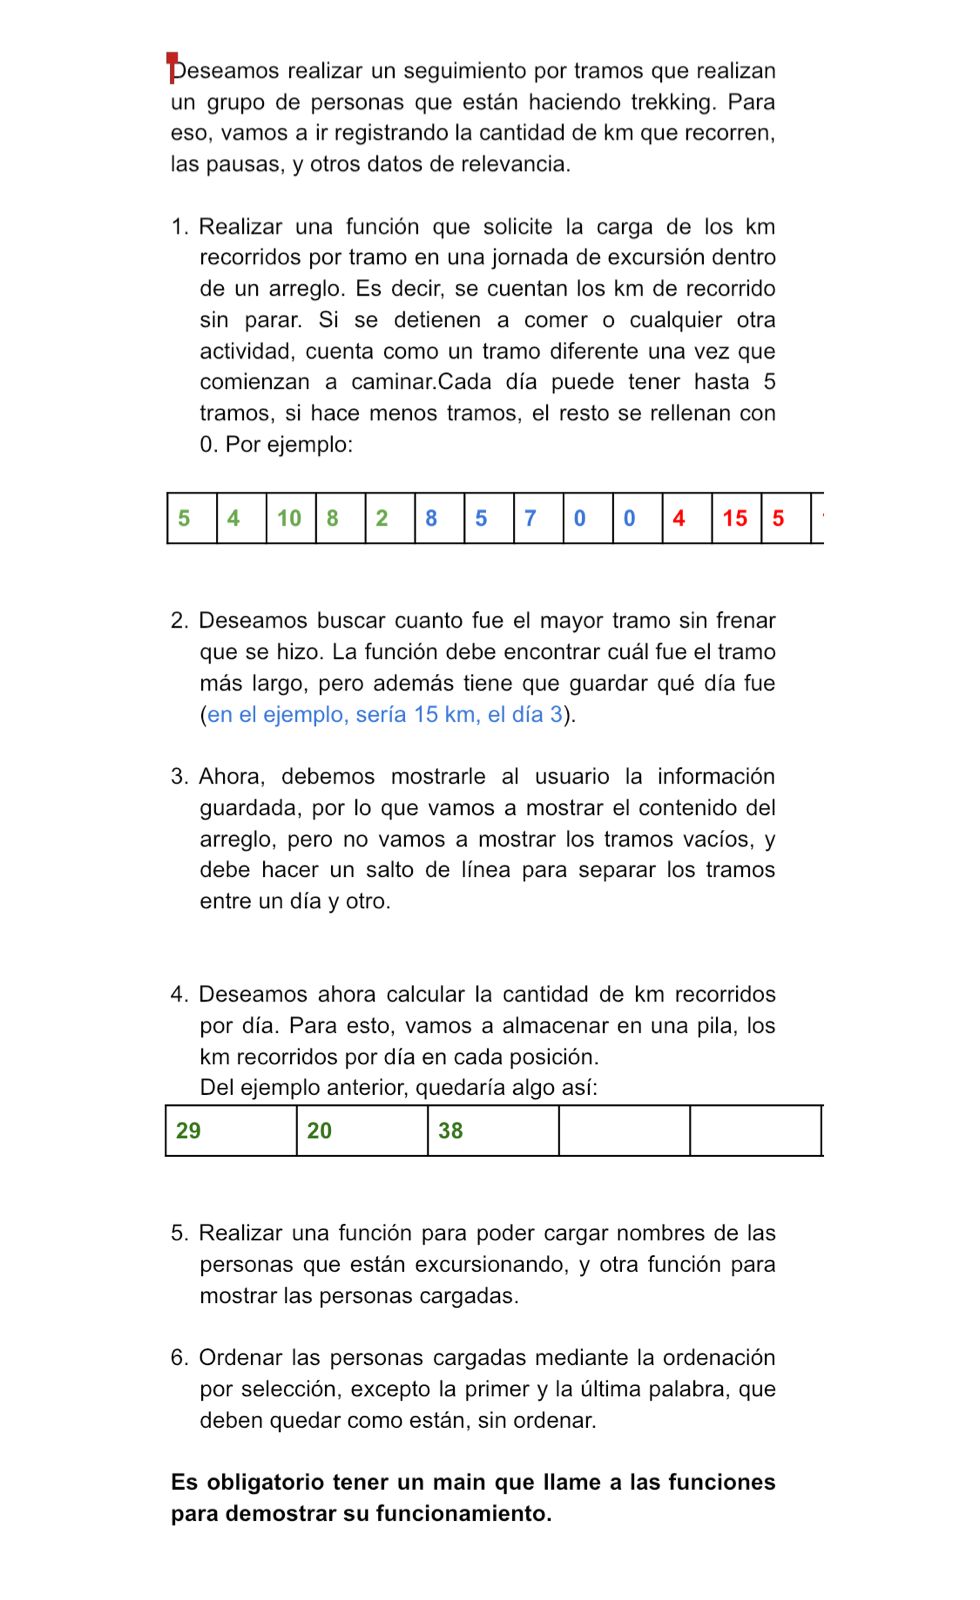 Deseamos realizar un seguimiento por tramos que realizan
un grupo de personas que están haciendo trekking. Para
eso, vamos a ir registrando la cantidad de km que recorren,
las pausas, y otros datos de relevancia.
1. Realizar una función que solicite la carga de los km
recorridos por tramo en una jornada de excursión dentro
de un arreglo. Es decir, se cuentan los km de recorrido
sin parar. Si se detienen a comer o cualquier otra
actividad, cuenta como un tramo diferente una vez que
comienzan a caminar.Cada día puede tener hasta 5
tramos, si hace menos tramos, el resto se rellenan con
0. Por ejemplo:
5 4 10 8 2 8 5 7 0 0 4 15 5
2. Deseamos buscar cuanto fue el mayor tramo sin frenar
que se hizo. La función debe encontrar cuál fue el tramo
más largo, pero además tiene que guardar qué día fue
(en el ejemplo, sería 15 km, el día 3).
3. Ahora, debemos mostrarle al usuario la información
guardada, por lo que vamos a mostrar el contenido del
arreglo, pero no vamos a mostrar los tramos vacíos, y
debe hacer un salto de línea para separar los tramos
entre un día y otro.
4. Deseamos ahora calcular la cantidad de km recorridos
por día. Para esto, vamos a almacenar en una pila, los
km recorridos por día en cada posición.
Del ejemplo anterior, quedaría algo así:
29 20 38
5. Realizar una función para poder cargar nombres de las
personas que están excursionando, y otra función para
mostrar las personas cargadas.
6. Ordenar las personas cargadas mediante la ordenación
por selección, excepto la primer y la última palabra, que
deben quedar como están, sin ordenar.
Es obligatorio tener un main que llame a las funciones
para demostrar su funcionamiento.